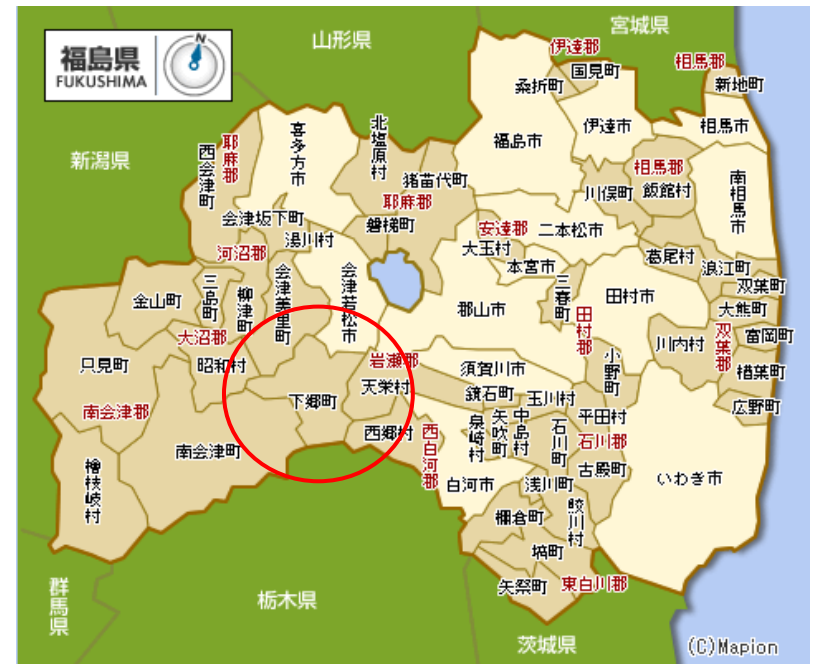 福島県
FUKUSHIMA
N
山形県
宮城県
新潟県
群馬県
栃木県
茨城県
伊達郡
国見町
桑折町
相馬郡
新地町
福島市
伊達市
相馬市
喜多方市
北塩原村
耶麻郡
西会津町
猪苗代町
耶麻郡
磐梯町
相馬郡
川俣町
飯館村
南相馬市
会津坂下町
湯川村
河沼郡
安達郡
二本松市
大玉村
本宮市
葛尾村
浪江町
双葉町
大熊町
金山町
三島町
柳津町
会津美里町
会津若松市
郡山市
三春町
田村市
田村郡
川内村
双葉郡
富岡町
楢葉町
広野町
只見町
大沼郡
昭和村
岩瀬郡
天栄村
須賀川市
鏡石町
玉川村
小野町
平田村
南会津郡
下郷町
西郷村
西白河郡
泉崎村
矢吹町
中島村
石川町
石川郡
古殿町
いわき市
南会津町
檜枝岐村
白河市
浅川町
棚倉町
鮫川村
塙町
矢祭町
東白川郡
(C)Mapion